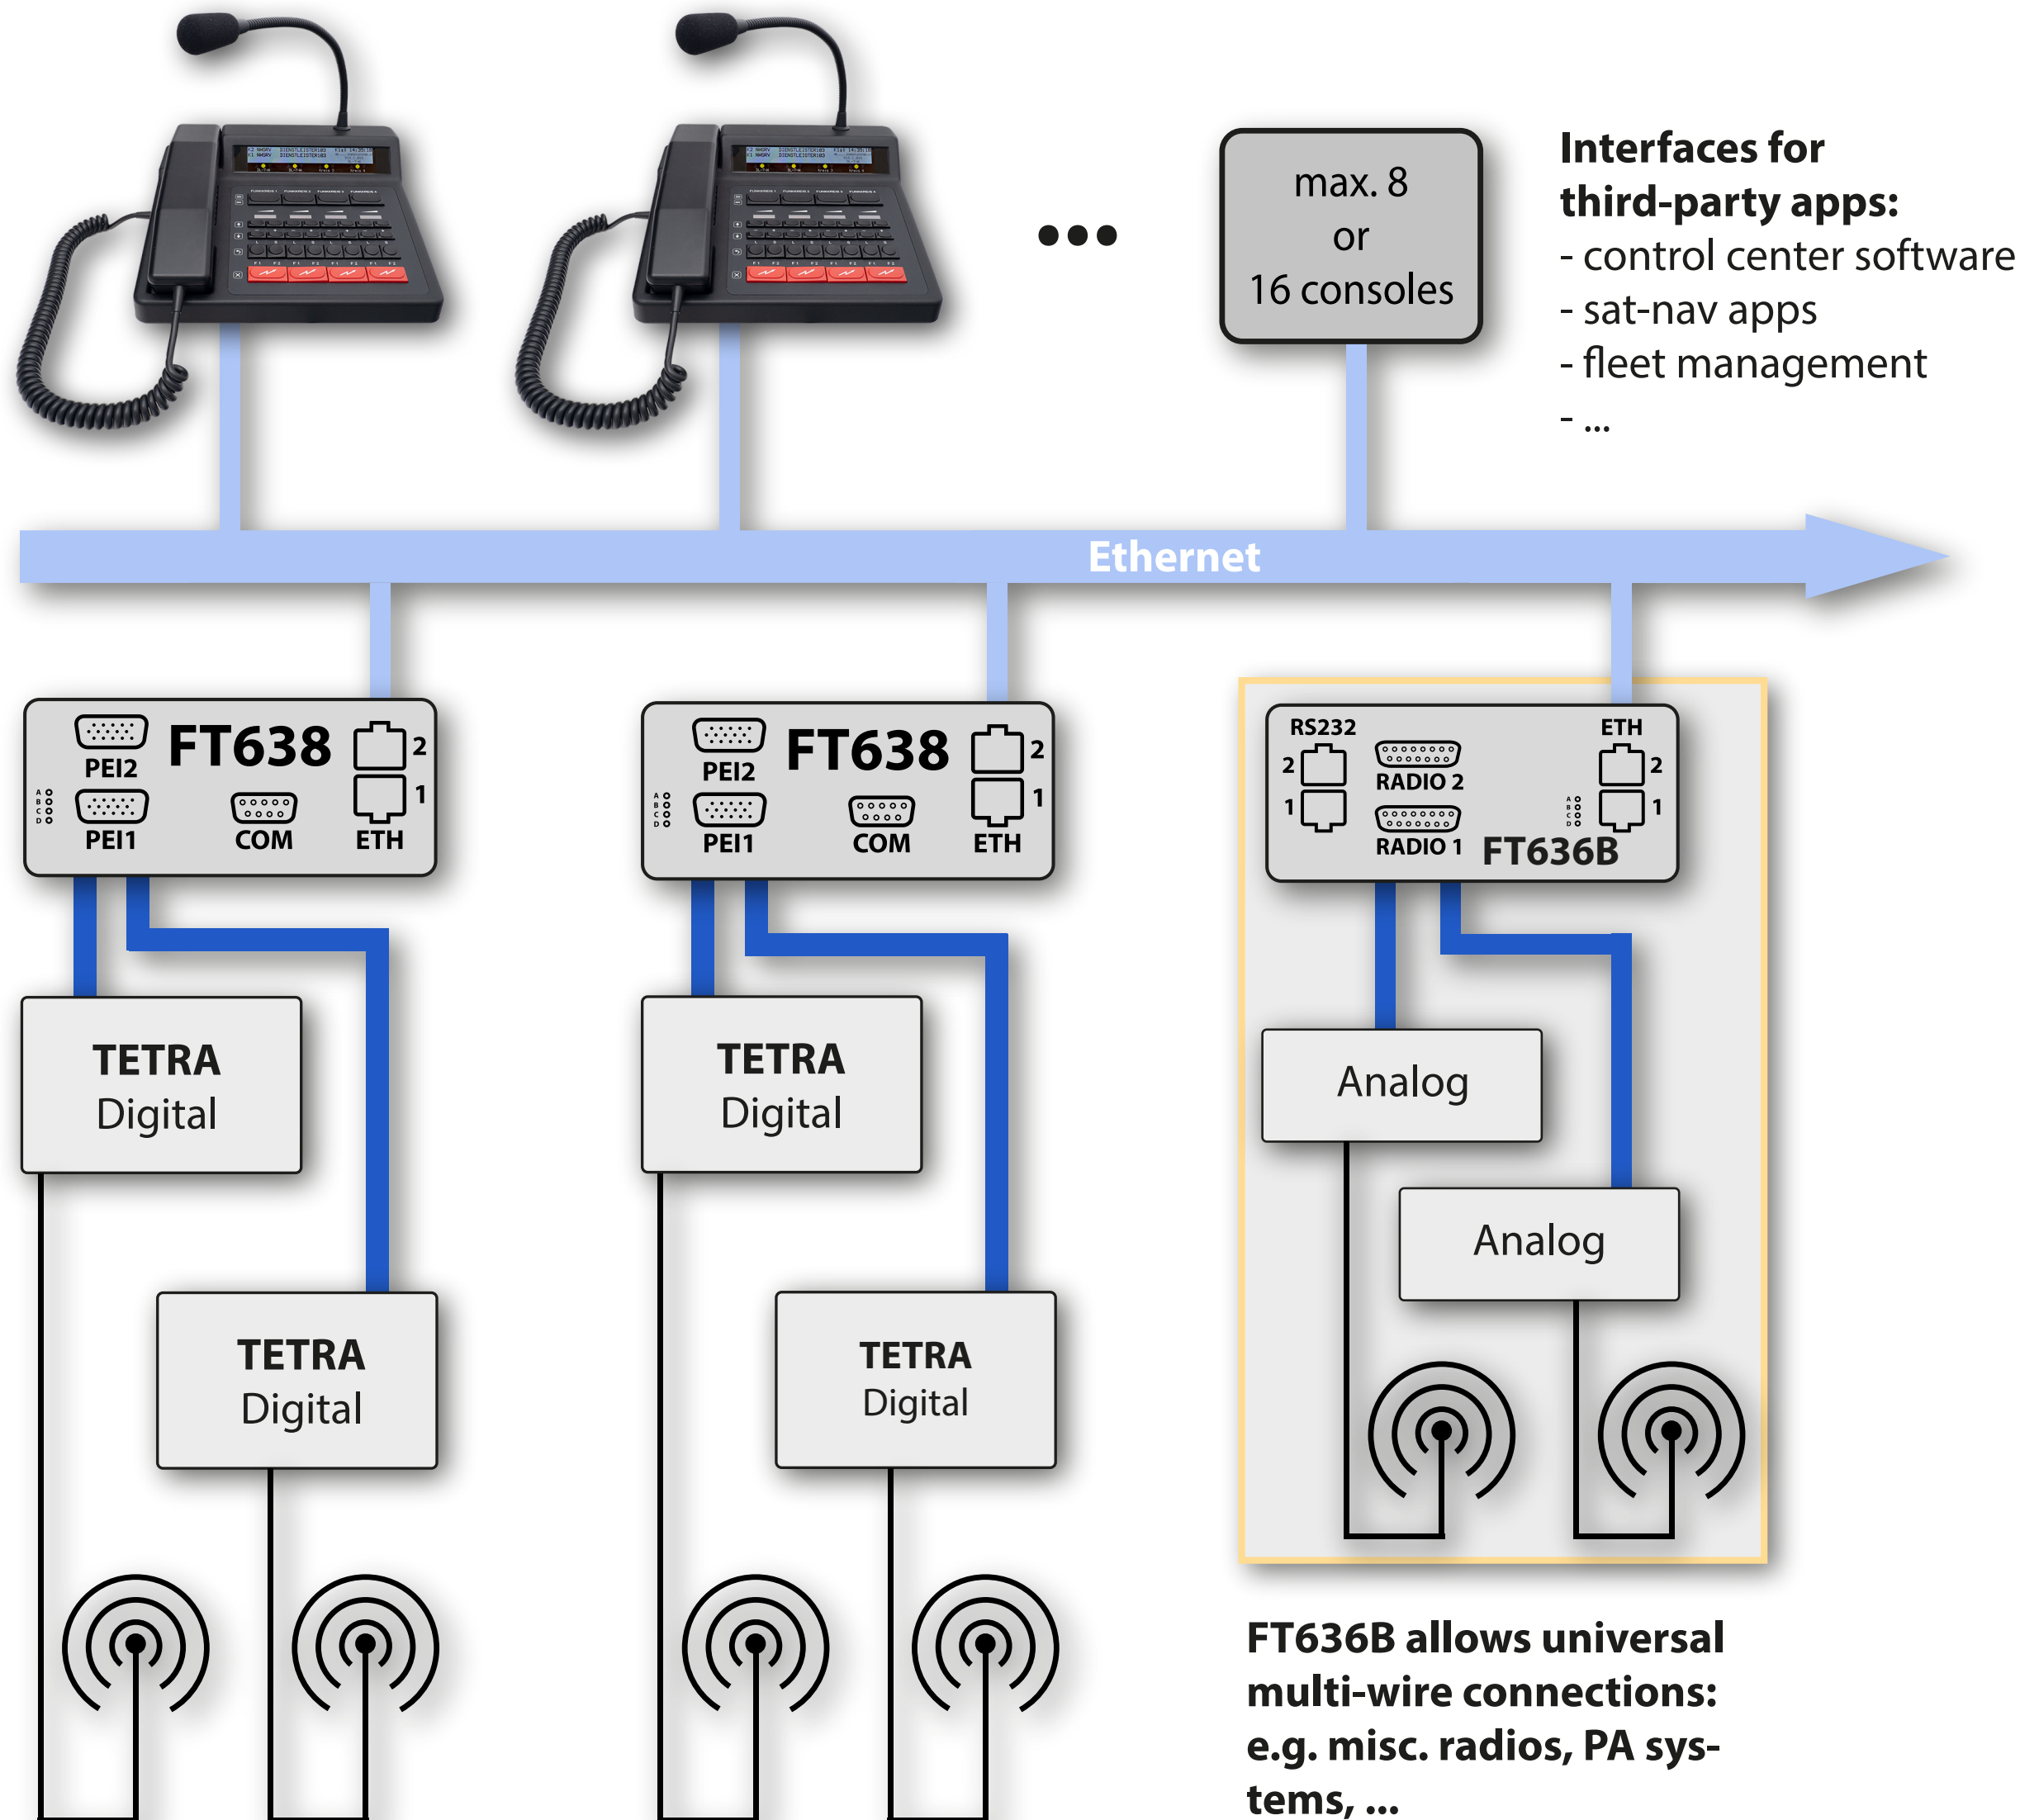 max. 8
or
16 consoles
Interfaces for
third-party apps:
- control center software
- sat-nav apps
- fleet management
- ...
Ethernet
PEI2
FT638
2
A
B
C
D
PEI1
COM
1
ETH
PEI2
FT638
2
A
B
C
D
PEI1
COM
1
ETH
RS232
ETH
2
RADIO 2
2
1
A
B
C
D
1
RADIO 1
FT636B
TETRA
Digital
TETRA
Digital
Analog
Analog
TETRA
Digital
TETRA
Digital
FT636B allows universal
multi-wire connections:
e.g. misc. radios, PA sys-
tems, ...